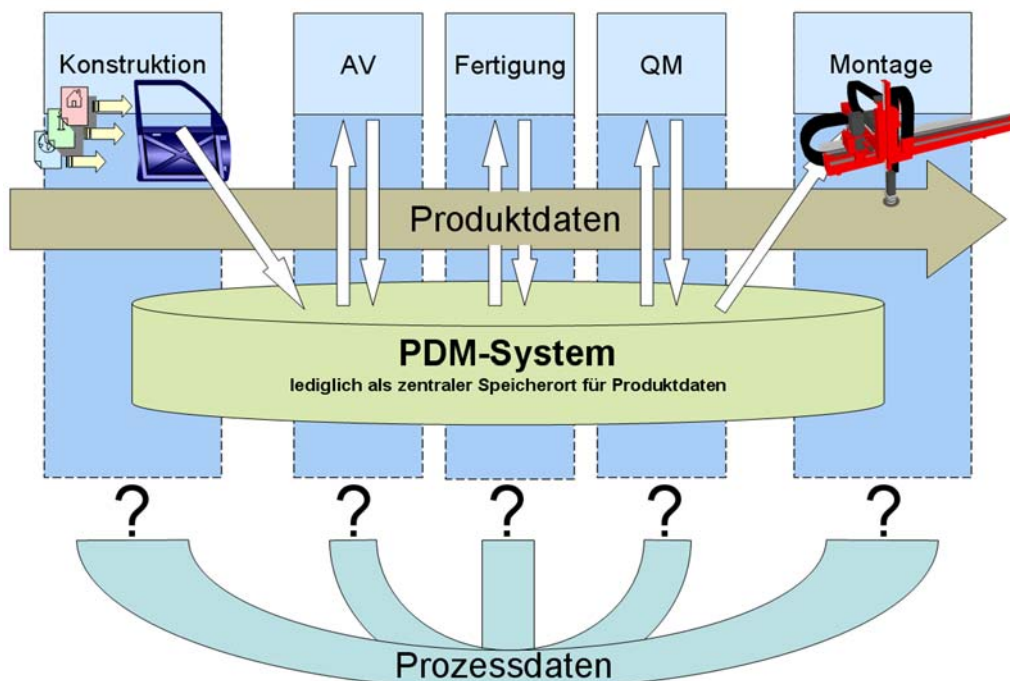 Konstruktion
AV
Fertigung
QM
Montage
Produktdaten
PDM-System
lediglich als zentraler Speicherort für Produktdaten
? ? ? ? ?
Prozessdaten